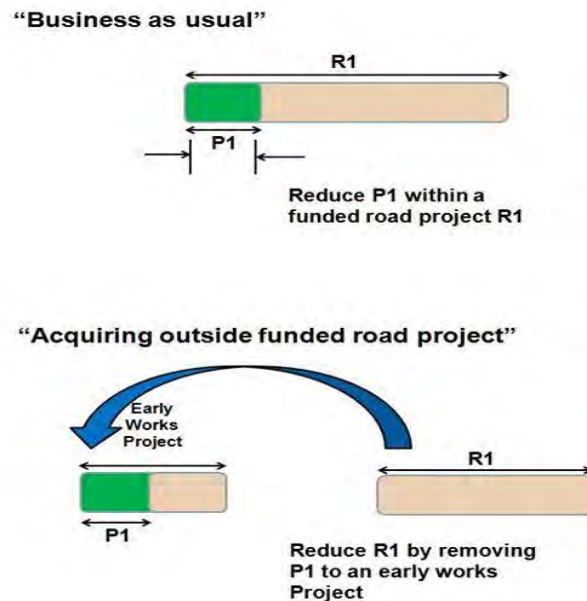 “Business as usual”
R1
P1
Reduce P1 within a
funded road project R1
“Acquiring outside funded road project”
Early
Works
Project
R1
P1
Reduce R1 by removing
P1 to an early works
Project